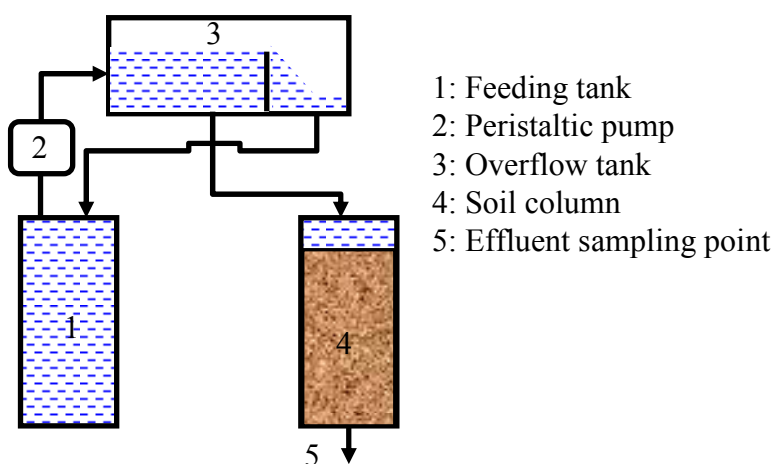 3
2
1
4
5
1: Feeding tank
2: Peristaltic pump
3: Overflow tank
4: Soil column
5: Effluent sampling point